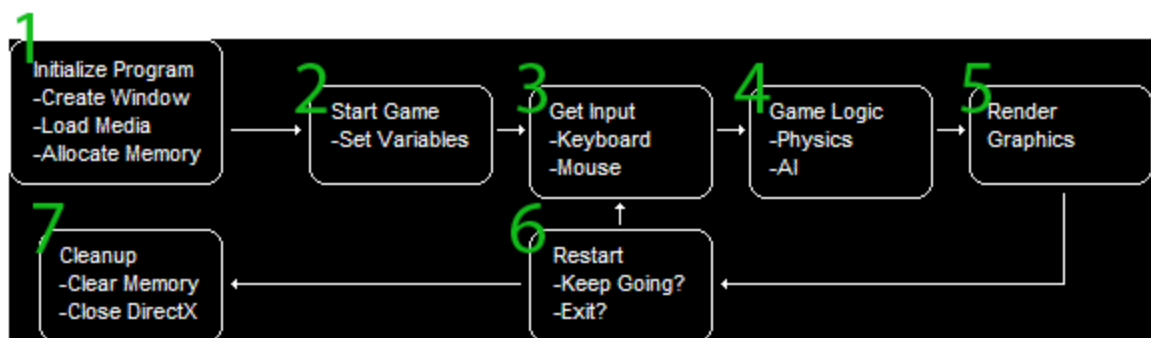 1
Initialize Program
-Create Window
-Load Media
-Allocate Memory
2
Start Game
-Set Variables
3
Get Input
-Keyboard
-Mouse
4
Game Logic
-Physics
-AI
5
Render
Graphics
6
Restart
-Keep Going?
-Exit?
7
Cleanup
-Clear Memory
-Close DirectX